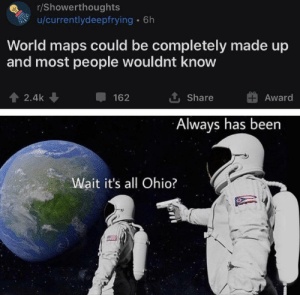 r/Showerthoughts
u/currentlydeepfrying • 6h
World maps could be completely made up
and most people wouldnt know
2.4k 162 Share Award
Always has been
Wait it's all Ohio?